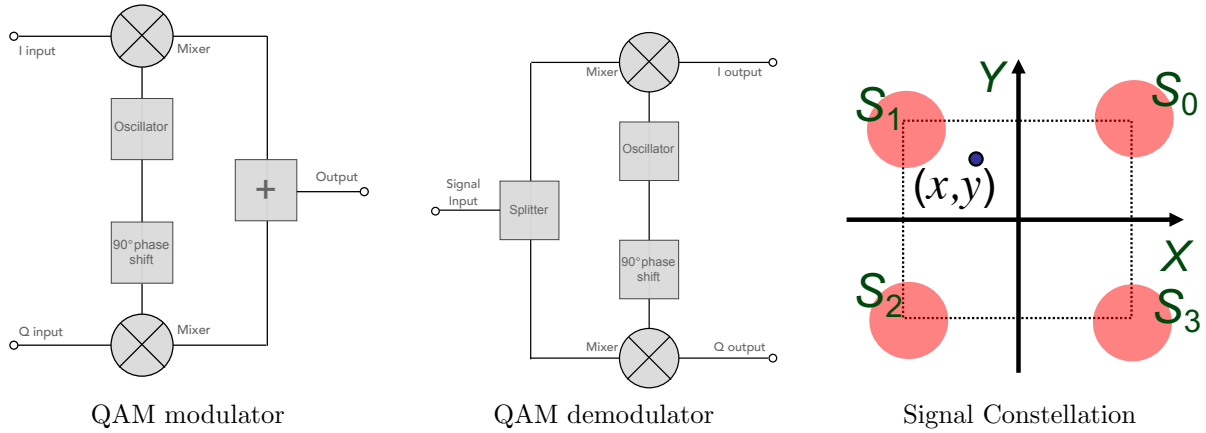 I input
Mixer
Oscillator
90°phase
shift
+
Output
Q input
Mixer
QAM modulator
Mixer
I output
Oscillator
Signal
Input
Splitter
90°phase
shift
Mixer
Q output
QAM demodulator
Y
S1
S0
(x,y)
X
S2
S3
Signal Constellation